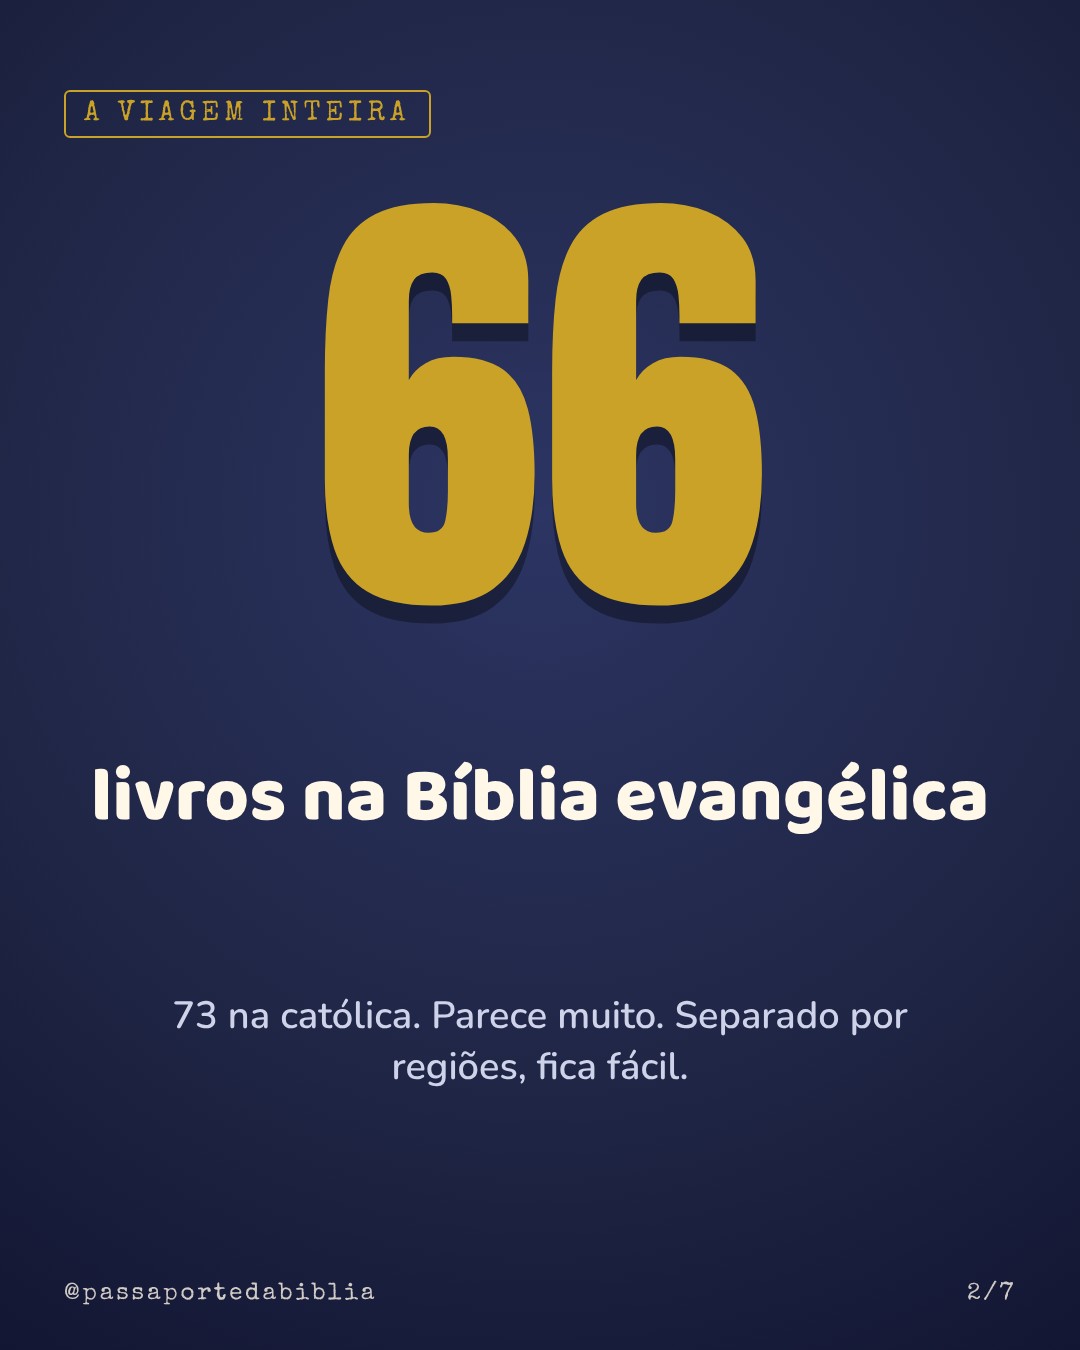 A VIAGEM INTEIRA
66
livros na Bíblia evangélica
73 na católica. Parece muito. Separado por
regiões, fica fácil.
@passaportedabiblia
2/7